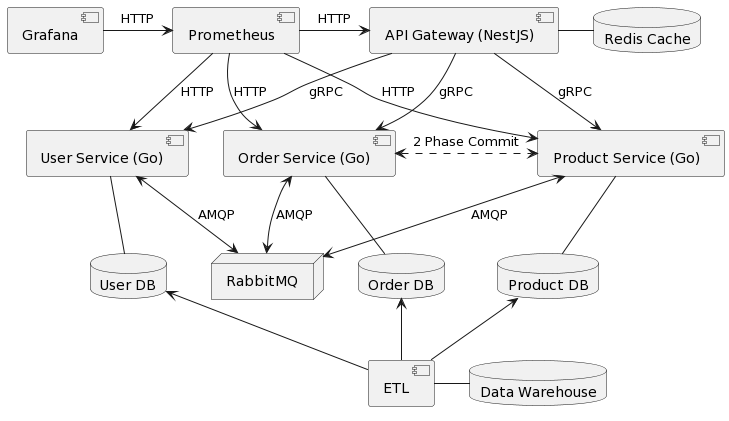 HTTP
HTTP
Grafana
Prometheus
API Gateway (NestJS)
Redis Cache
HTTP
HTTP
gRPC
HTTP
gRPC
gRPC
2 Phase Commit
User Service (Go)
Order Service (Go)
Product Service (Go)
AMQP
AMQP
AMQP
User DB
RabbitMQ
Order DB
Product DB
ETL
Data Warehouse